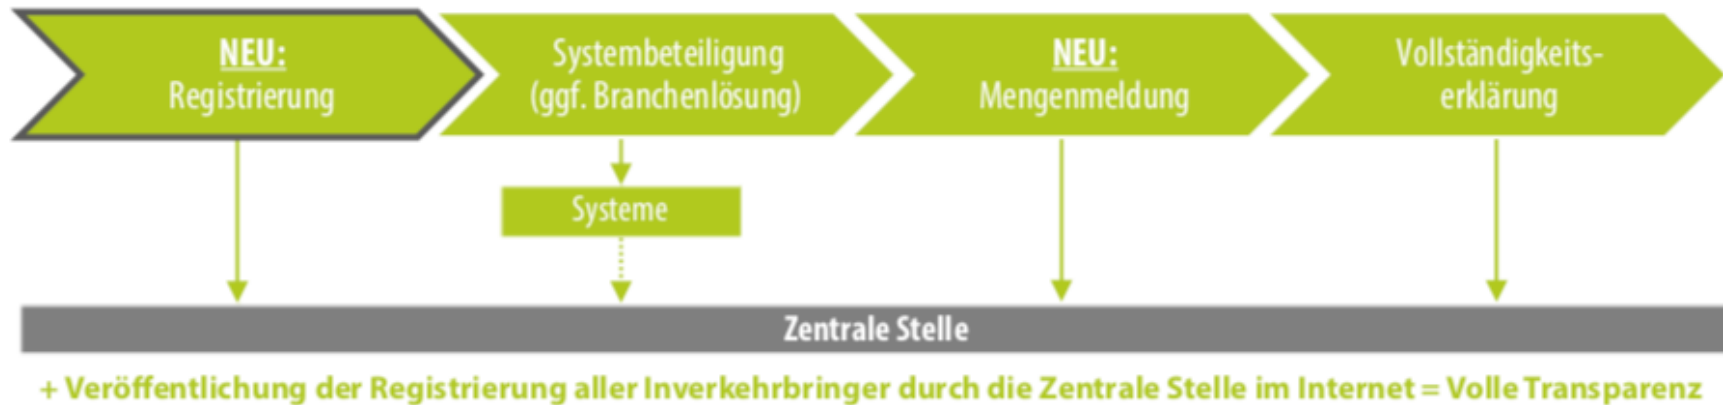 NEU:
Registrierung
Systembeteiligung
(ggf. Branchenlösung)
NEU:
Mengenmeldung
Vollständigkeits-
erklärung
Systeme
Zentrale Stelle
+ Veröffentlichung der Registrierung aller Inverkehrbringer durch die Zentrale Stelle im Internet = Volle Transparenz